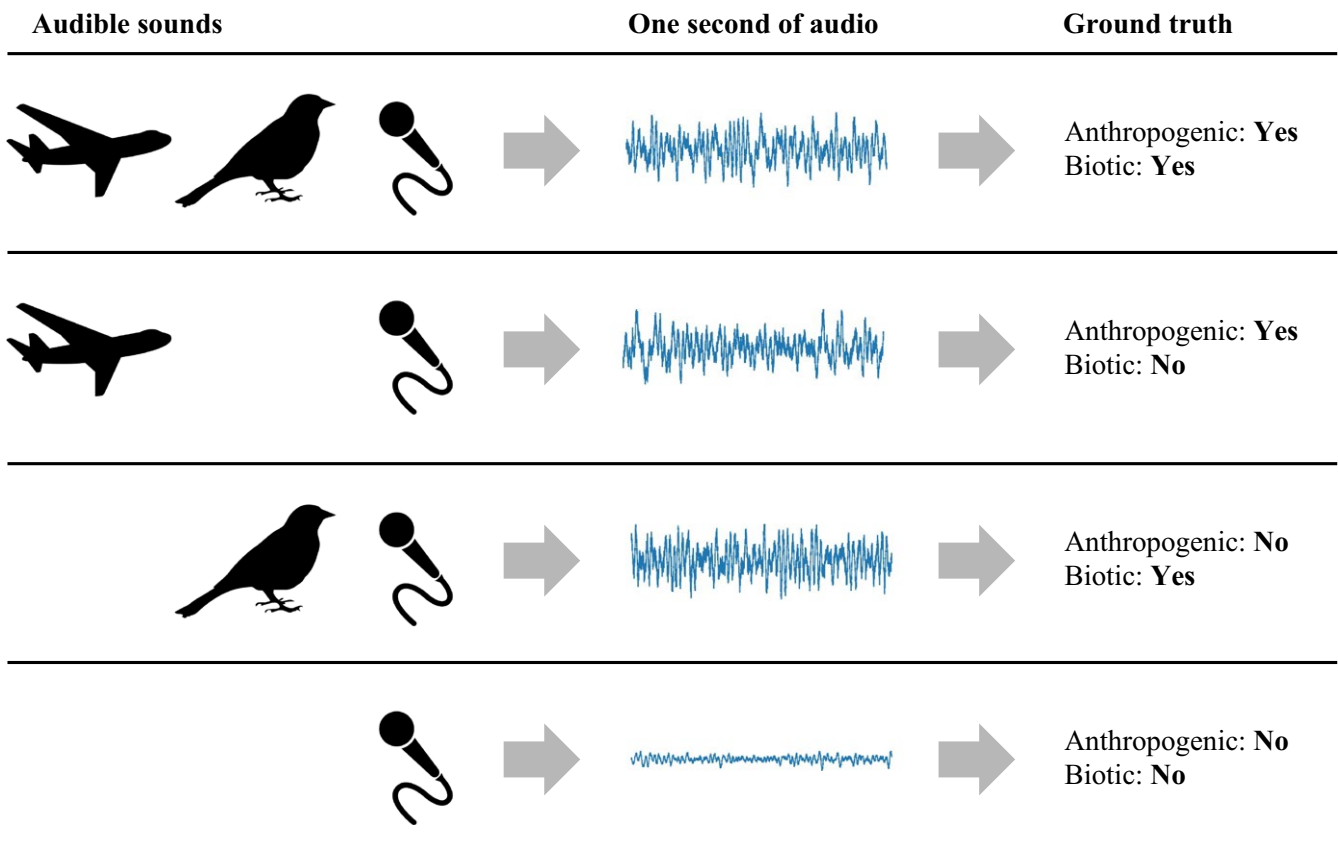 Audible sounds
One second of audio
Ground truth
Anthropogenic: Yes
Biotic: Yes
Anthropogenic: Yes
Biotic: No
Anthropogenic: No
Biotic: Yes
Anthropogenic: No
Biotic: No